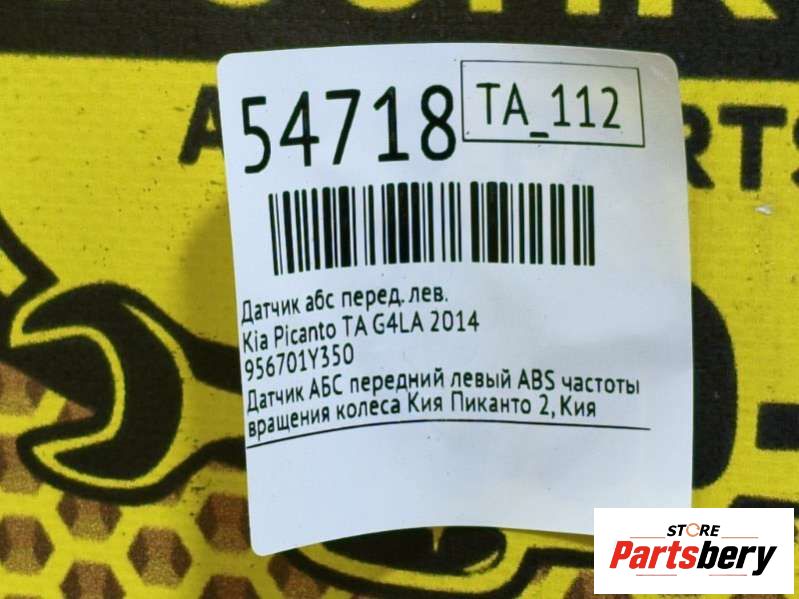 54718
TA_112
Датчик абс перед. лев.
Kia Picanto TA G4LA 2014
956701Y350
Датчик АБС передний левый ABS частоты
вращения колеса Кия Пиканто 2, Кия
STORE
Partsbery